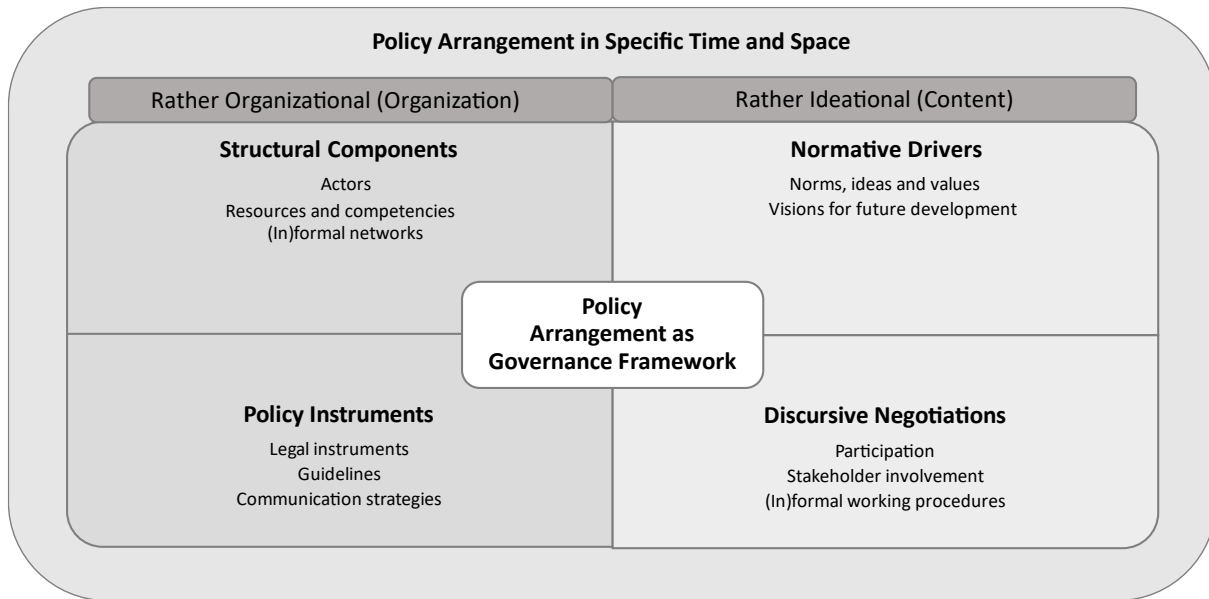 Policy Arrangement in Specific Time and Space
Rather Organizational (Organization)
Rather Ideational (Content)
Structural Components
Actors
Resources and competencies
(In)formal networks
Normative Drivers
Norms, ideas and values
Visions for future development
Policy
Arrangement as
Governance Framework
Policy Instruments
Legal instruments
Guidelines
Communication strategies
Discursive Negotiations
Participation
Stakeholder involvement
(In)formal working procedures